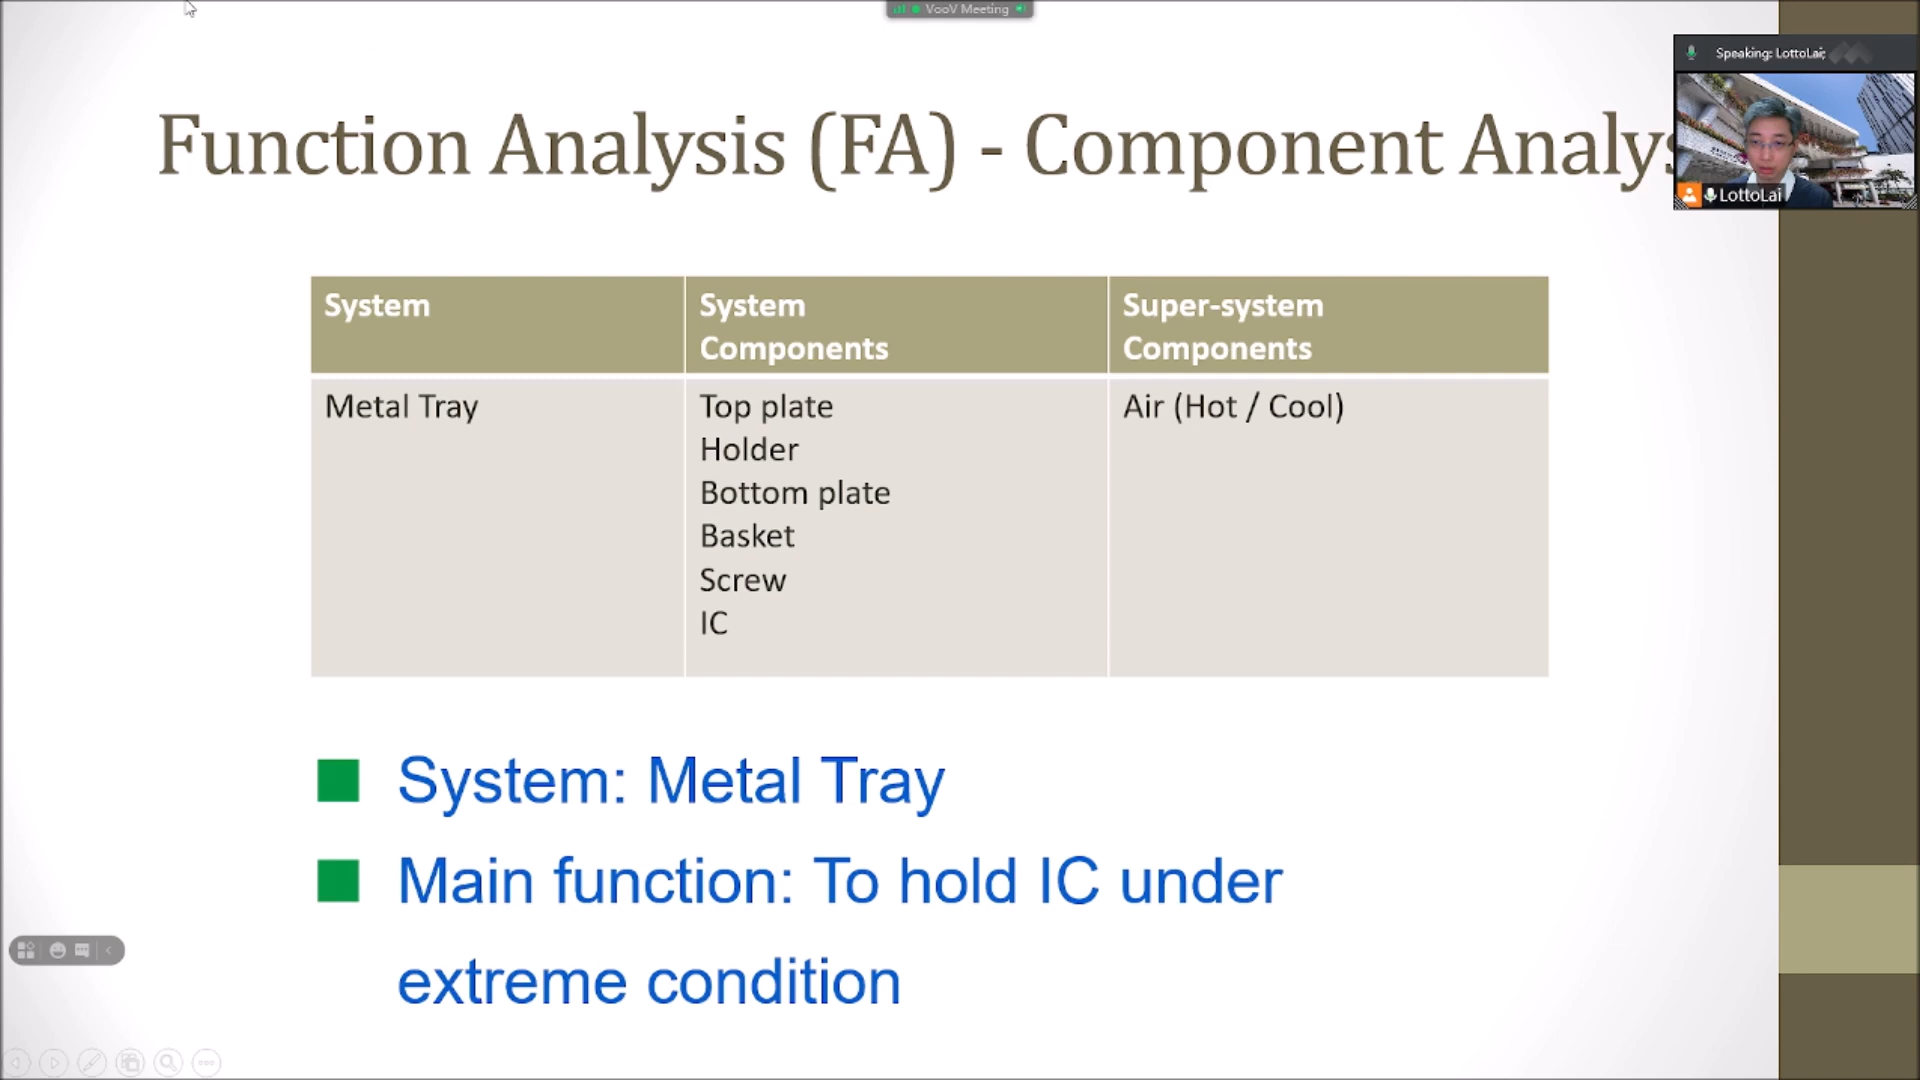 VooV Meeting
Speaking: LottoLai;
Function Analysis (FA) - Component Analys
LottoLai
System
System
Components
Super-system
Components
Metal Tray
Top plate
Holder
Bottom plate
Basket
Screw
IC
Air (Hot / Cool)
System: Metal Tray
Main function: To hold IC under
extreme condition